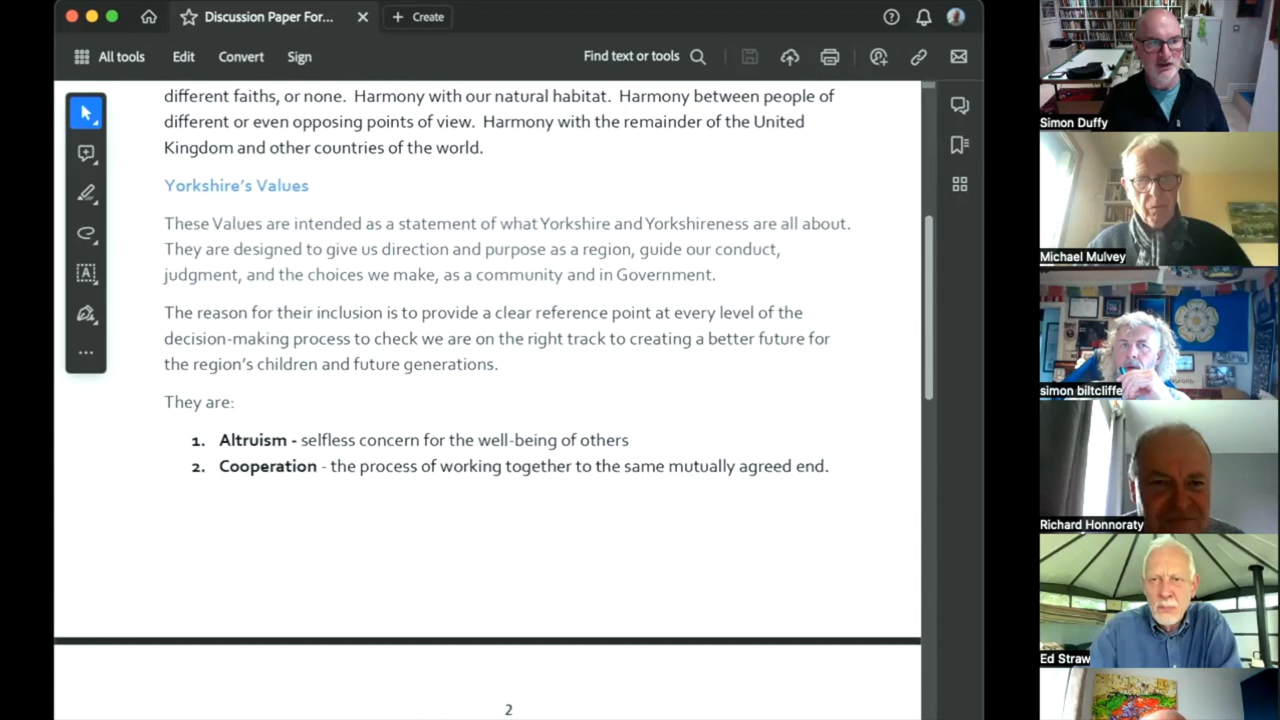 Discussion Paper For...
Create
All tools
Edit
Convert
Sign
Find text or tools
different faiths, or none. Harmony with our natural habitat. Harmony between people of
different or even opposing points of view. Harmony with the remainder of the United
Kingdom and other countries of the world.
Yorkshire's Values
These Values are intended as a statement of what Yorkshire and Yorkshireness are all about.
They are designed to give us direction and purpose as a region, guide our conduct,
judgment, and the choices we make, as a community and in Government.
The reason for their inclusion is to provide a clear reference point at every level of the
decision-making process to check we are on the right track to creating a better future for
the region's children and future generations.
They are:
1. Altruism - selfless concern for the well-being of others
2. Cooperation - the process of working together to the same mutually agreed end.
2
Simon Duffy
Michael Mulvey
simon biltcliffe
Richard Honnoraty
Ed Straw